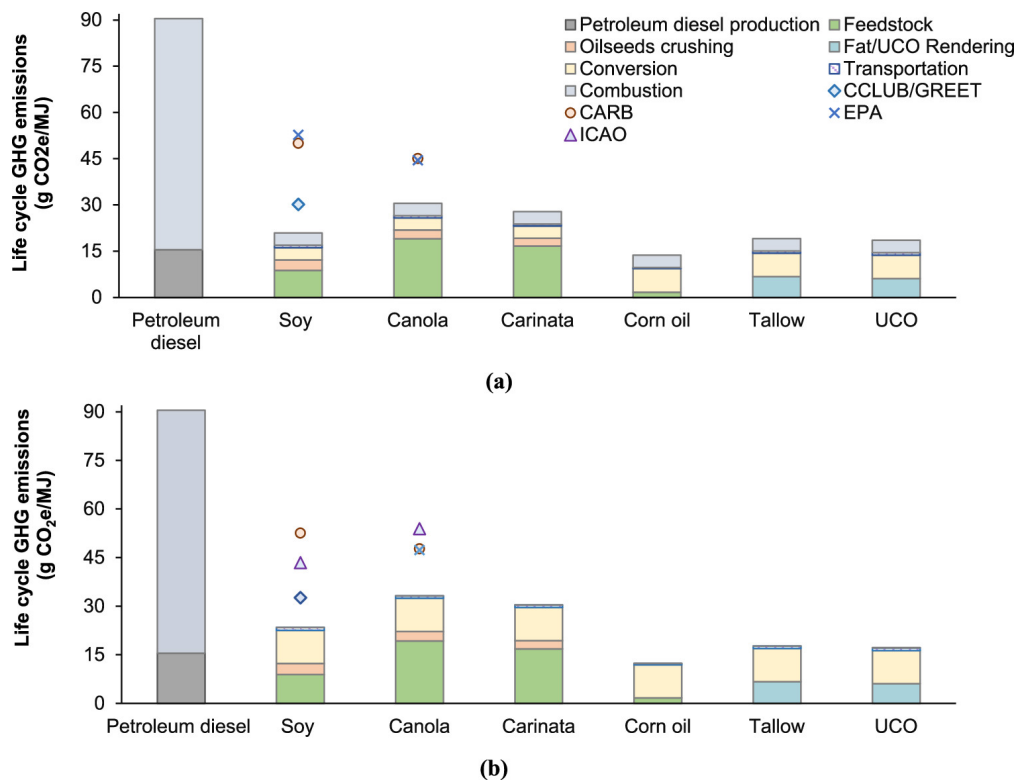 Life cycle GHG emissions
(g CO2e/MJ)
90
75
60
45
30
15
0
Petroleum diesel production
Feedstock
Oilseeds crushing
Fat/UCO Rendering
Conversion
Transportation
Combustion
CCLUB/GREET
CARB
EPA
ICAO
Petroleum
diesel
Soy
Canola
Carinata
Corn oil
Tallow
UCO
(a)
Life cycle GHG emissions
(g CO₂e/MJ)
90
75
60
45
30
15
0
Petroleum diesel
Soy
Canola
Carinata
Corn oil
Tallow
UCO
(b)